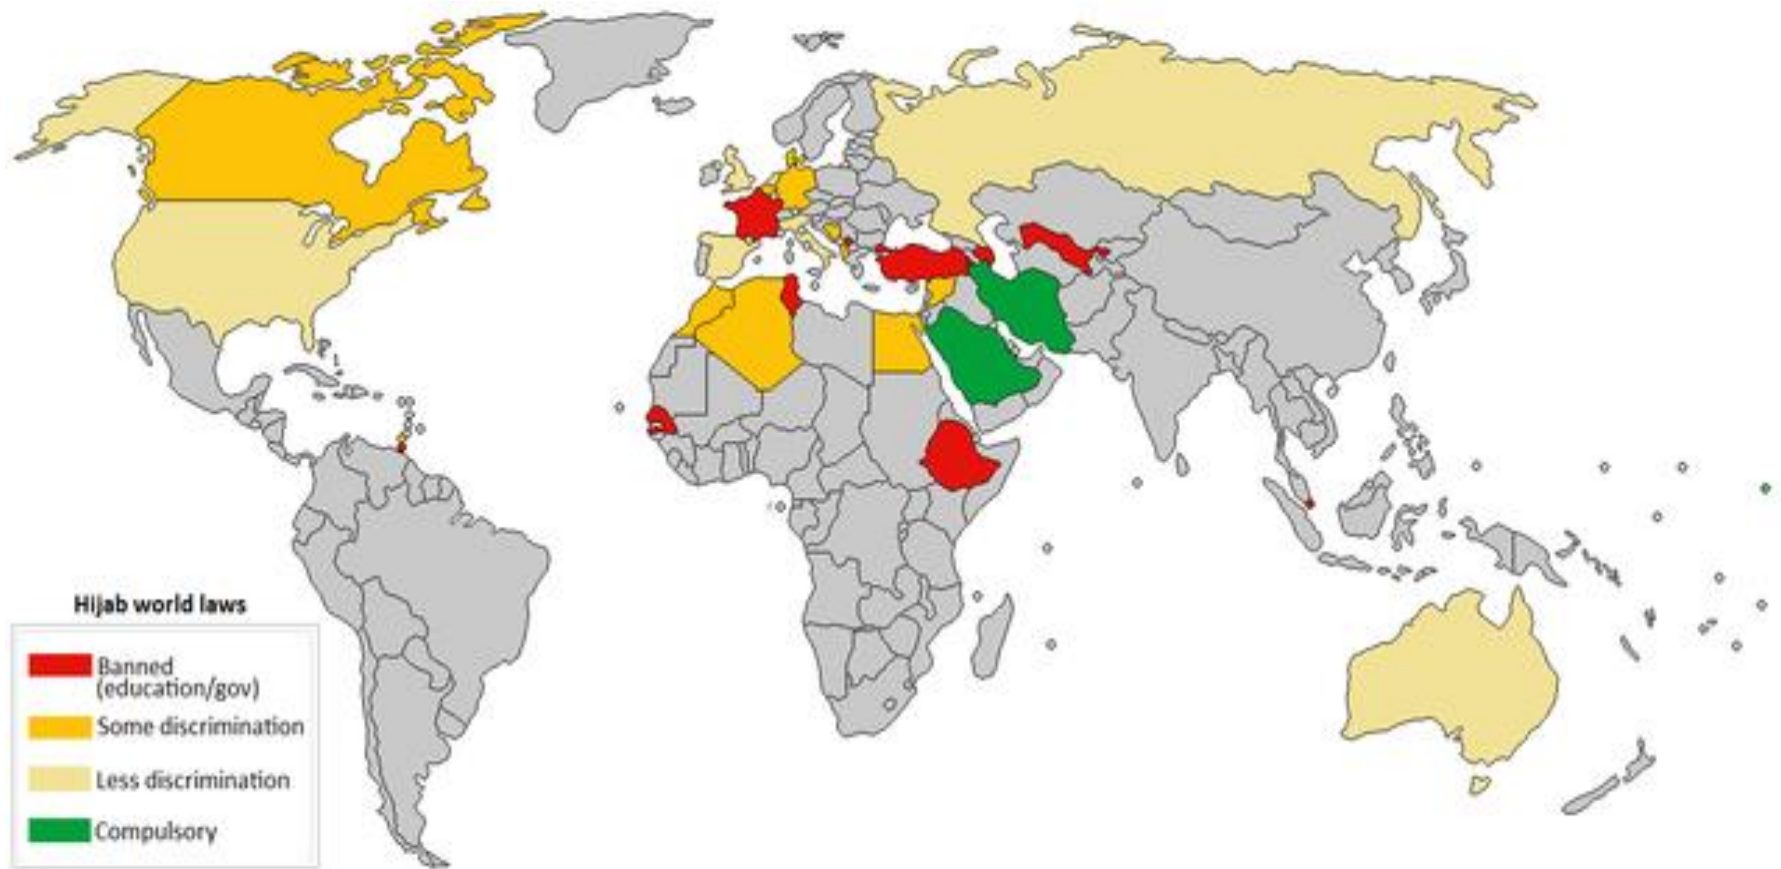 Hijab world laws
Banned
(education/gov)
Some discrimination
Less discrimination
Compulsory